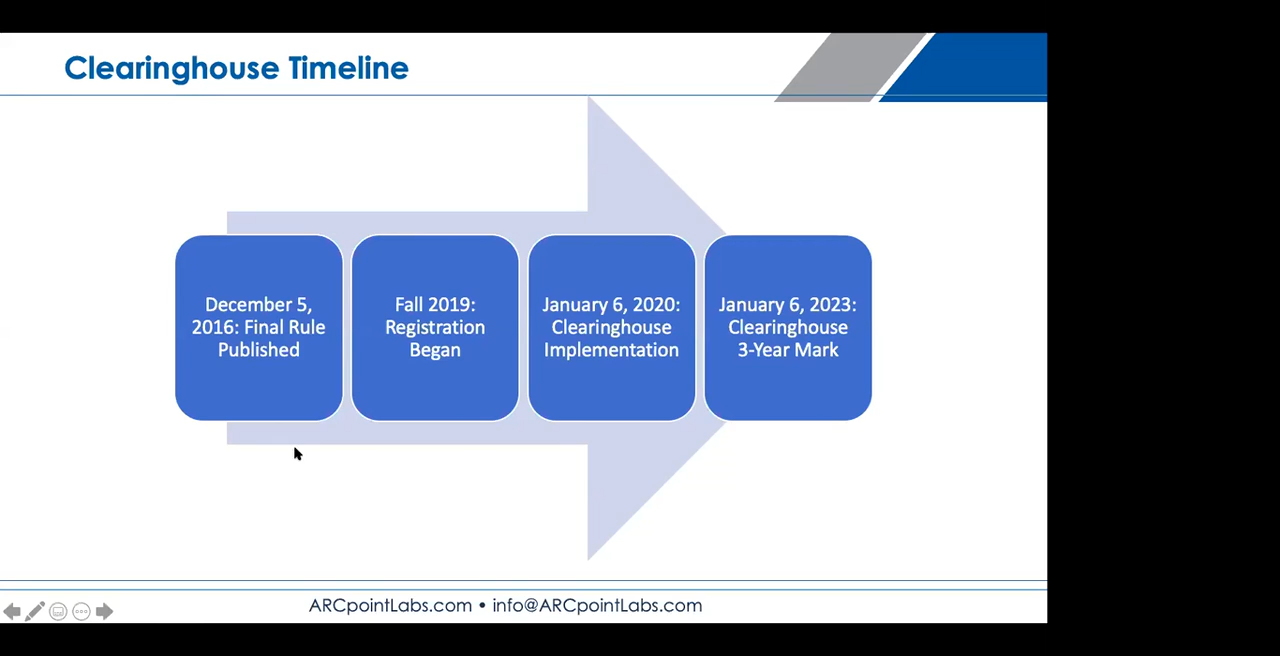 Clearinghouse Timeline
December 5,
2016: Final Rule
Published
Fall 2019:
Registration
Began
January 6, 2020:
Clearinghouse
Implementation
January 6, 2023:
Clearinghouse
3-Year Mark
ARCpointLabs.com • info@ARCpointLabs.com